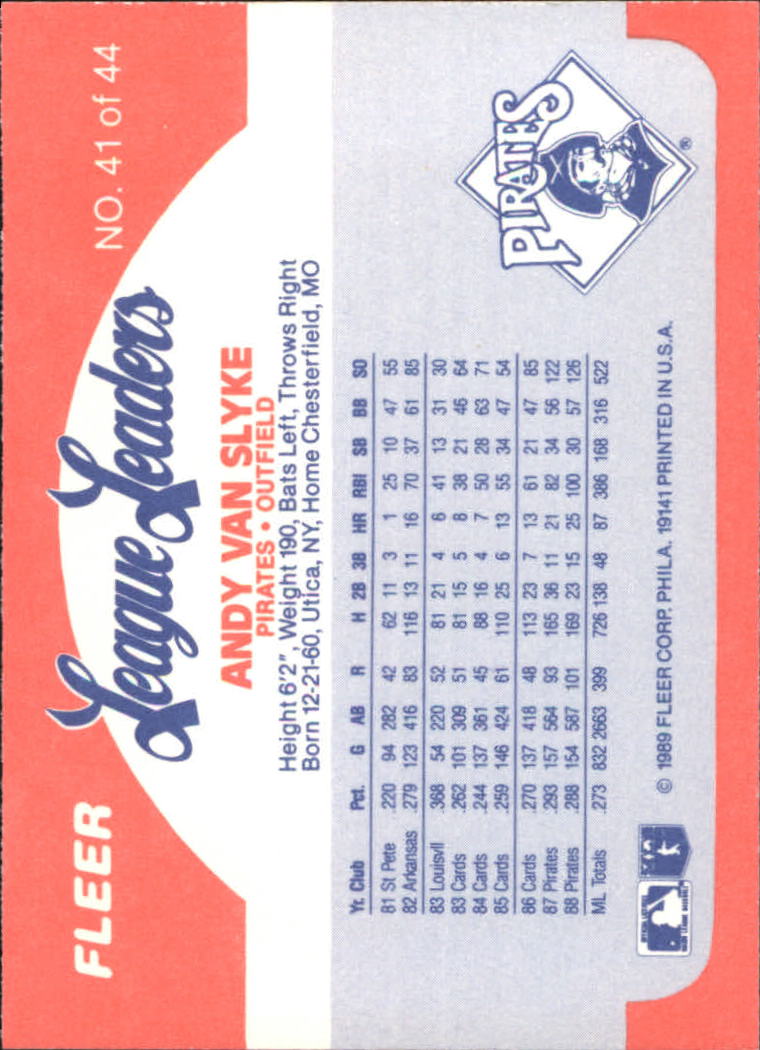 FLEER
NO. 41 of 44
League Leaders
ANDY VAN SLYKE
PIRATES • OUTFIELD
Height 6'2", Weight 190, Bats Left, Throws Right
Born 12-21-60, Utica, NY, Home Chesterfield, MO
Yr. Club Pct. G AB R H 2B 3B HR RBI SB BB SO
81 St Pete .220 94 282 42 62 11 3 1 25 10 47 55
82 Arkansas .279 123 416 83 116 13 11 16 70 37 61 85
83 Louisvll .368 54 220 52 81 21 4 6 41 13 31 30
83 Cards .262 101 309 51 81 15 5 8 38 21 46 64
84 Cards .244 137 361 45 88 16 4 7 50 28 63 71
85 Cards .259 146 424 61 110 25 6 13 55 34 47 54
86 Cards .270 137 418 48 113 23 7 13 61 21 47 85
87 Pirates .293 157 564 93 165 36 11 21 82 34 56 122
88 Pirates .288 154 587 101 169 23 15 25 100 30 57 126
ML Totals .273 832 2663 399 726 138 48 87 386 168 316 522
PIRATES ®
© 1989 FLEER CORP. PHILA. 19141 PRINTED IN U.S.A.